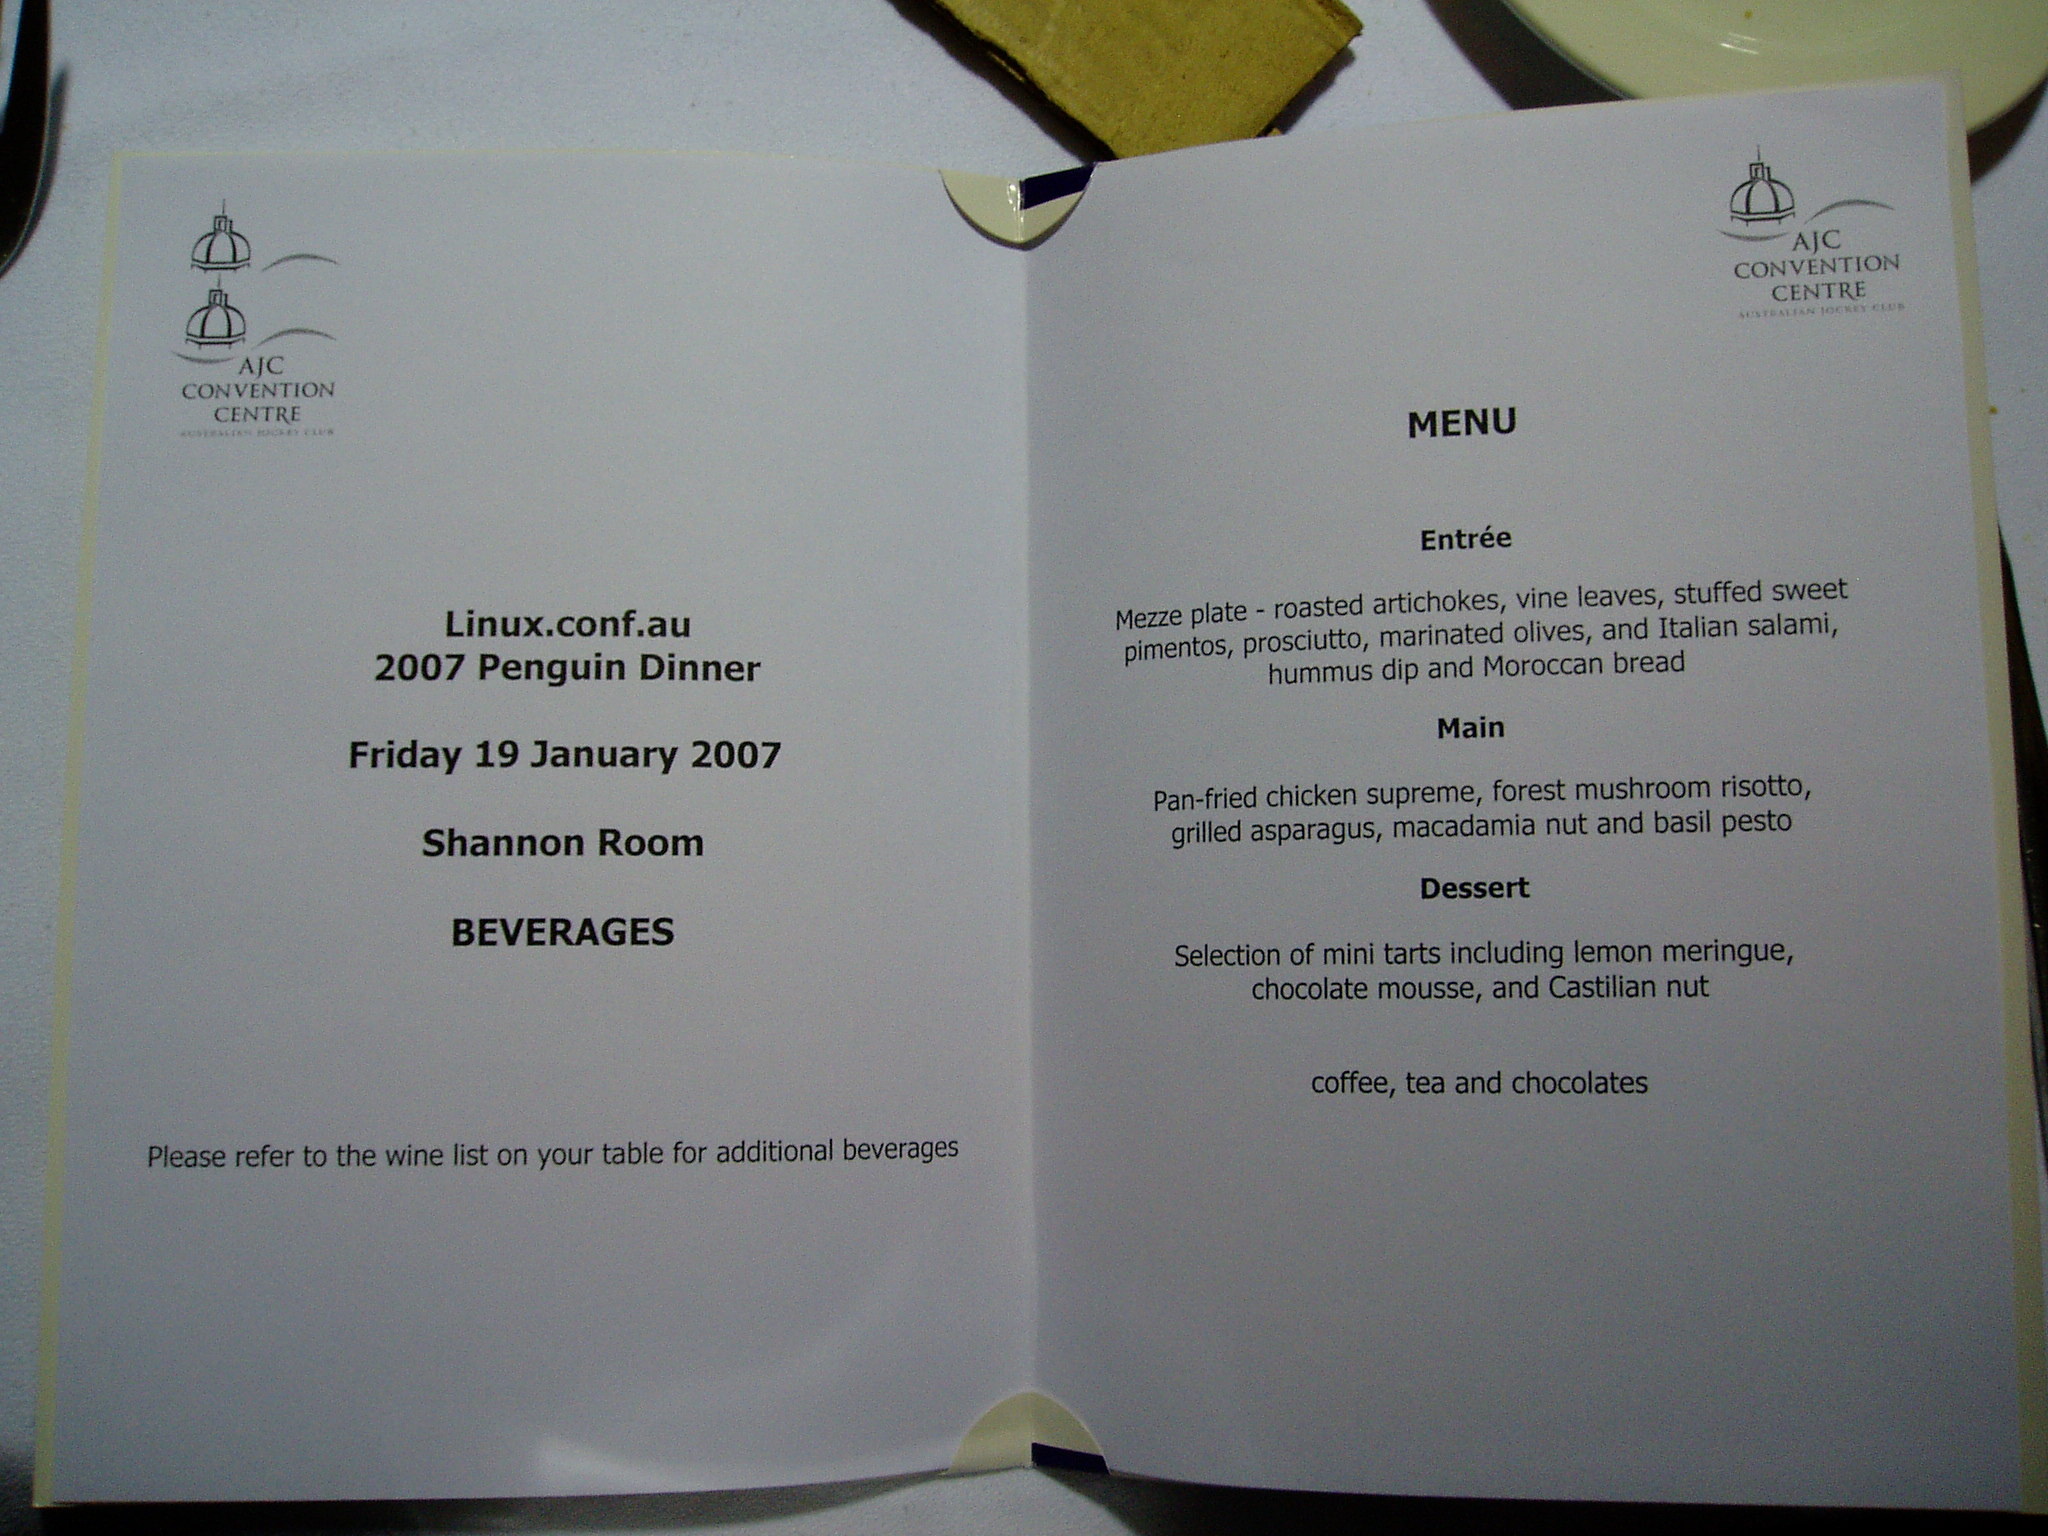 AJC
CONVENTION
CENTRE
AUSTRALIAN JOCKEY CLUB
Linux.conf.au
2007 Penguin Dinner
Friday 19 January 2007
Shannon Room
BEVERAGES
Please refer to the wine list on your table for additional beverages
AJC
CONVENTION
CENTRE
AUSTRALIAN JOCKEY CLUB
MENU
Entrée
Mezze plate - roasted artichokes, vine leaves, stuffed sweet
pimentos, prosciutto, marinated olives, and Italian salami,
hummus dip and Moroccan bread
Main
Pan-fried chicken supreme, forest mushroom risotto,
grilled asparagus, macadamia nut and basil pesto
Dessert
Selection of mini tarts including lemon meringue,
chocolate mousse, and Castilian nut
coffee, tea and chocolates